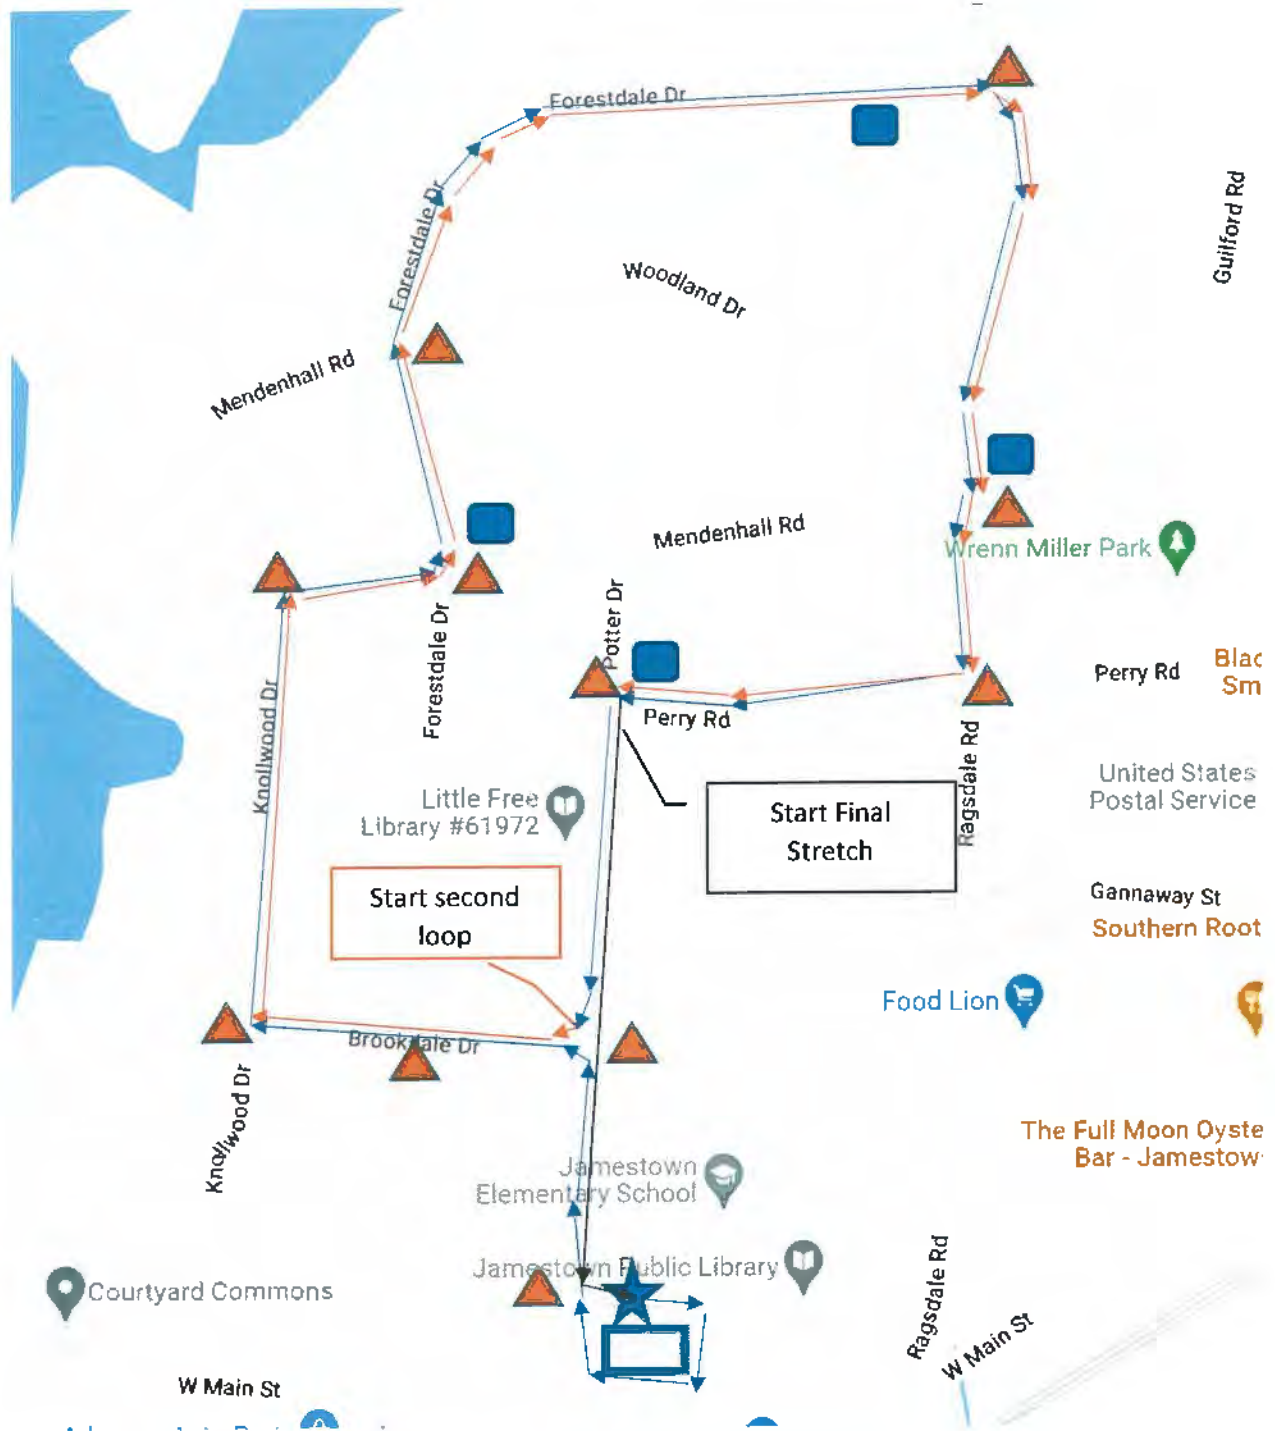 Forestdale Dr
Guilford Rd
Forestdale Dr
Woodland Dr
Mendenhall Rd
Mendenhall Rd
Wrenn Miller Park
Potter Dr
Forestdale Dr
Perry Rd
Blac
Sm
Knollwood Dr
Perry Rd
Ragsdale Rd
United States
Postal Service
Little Free
Library #61972
Start Final
Stretch
Start second
loop
Gannaway St
Southern Root
Food Lion
Brookdale Dr
Knollwood Dr
The Full Moon Oyste
Bar - Jamestow
Jamestown
Elementary School
Jamestown Public Library
Courtyard Commons
Ragsdale Rd
W Main St
W Main St